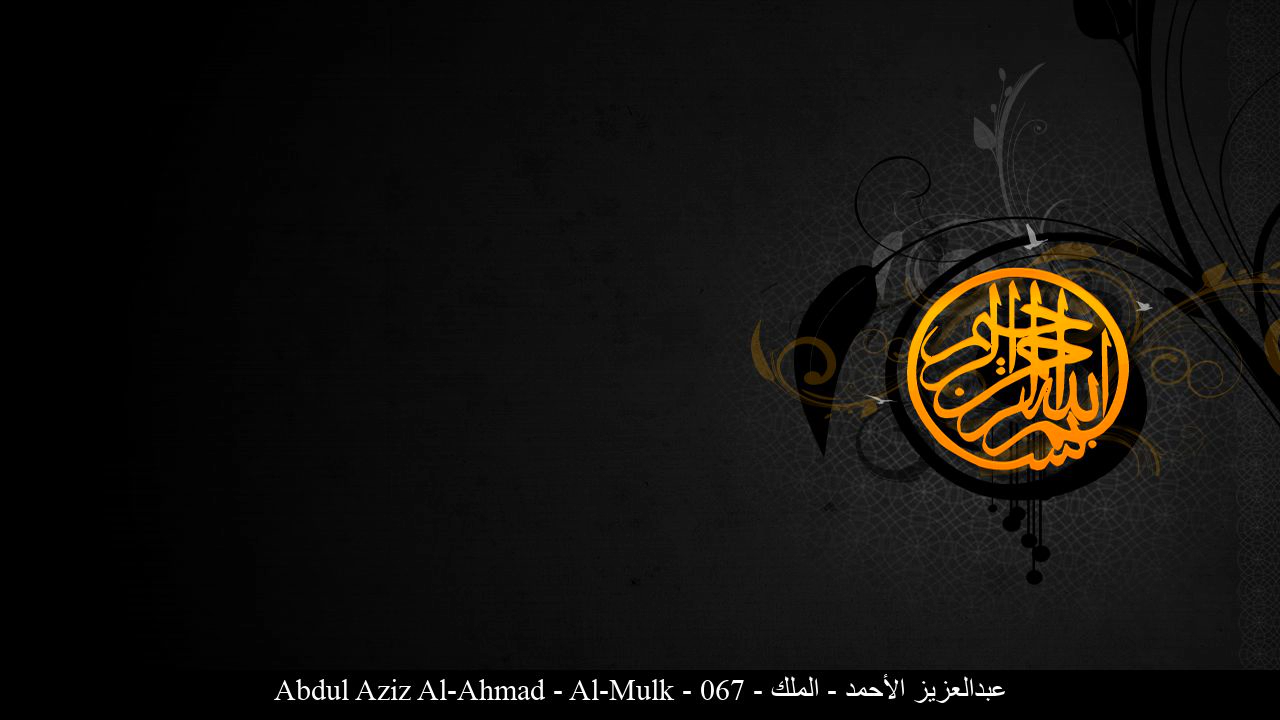 بسم الله الرحمن الرحيم
Abdul Aziz Al-Ahmad - Al-Mulk - 067 - عبدالعزيز الأحمد - الملك